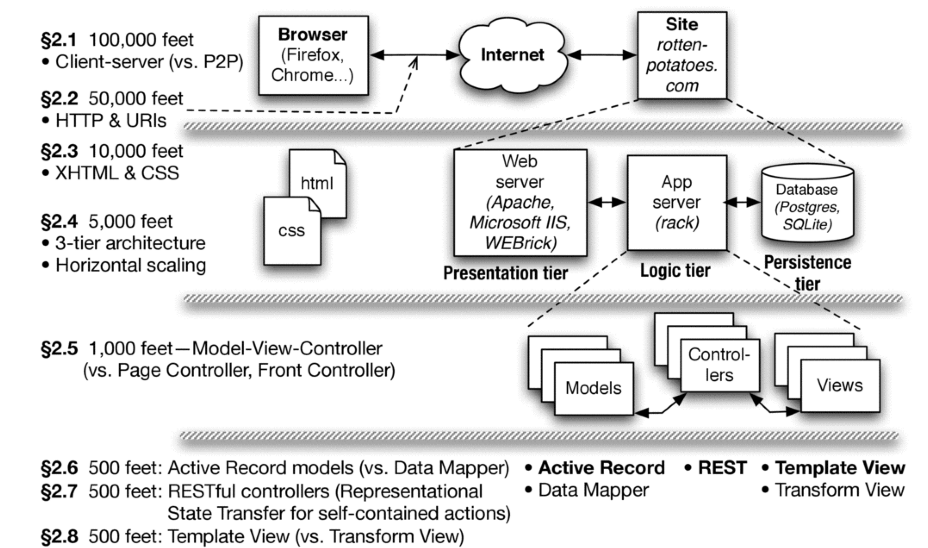 §2.1 100,000 feet
• Client-server (vs. P2P)
§2.2 50,000 feet
• HTTP & URIs
Browser
(Firefox,
Chrome...)
Internet
Site
rotten-
potatoes.
com
§2.3 10,000 feet
• XHTML & CSS
§2.4 5,000 feet
• 3-tier architecture
• Horizontal scaling
html
css
Web
server
(Apache,
Microsoft IIS,
WEBrick)
Presentation tier
App
server
(rack)
Logic tier
Database
(Postgres,
SQLite)
Persistence
tier
§2.5 1,000 feet—Model-View-Controller
(vs. Page Controller, Front Controller)
Models
Control-
lers
Views
§2.6 500 feet: Active Record models (vs. Data Mapper)
§2.7 500 feet: RESTful controllers (Representational
State Transfer for self-contained actions)
§2.8 500 feet: Template View (vs. Transform View)
• Active Record
• Data Mapper
• REST
• Template View
• Transform View